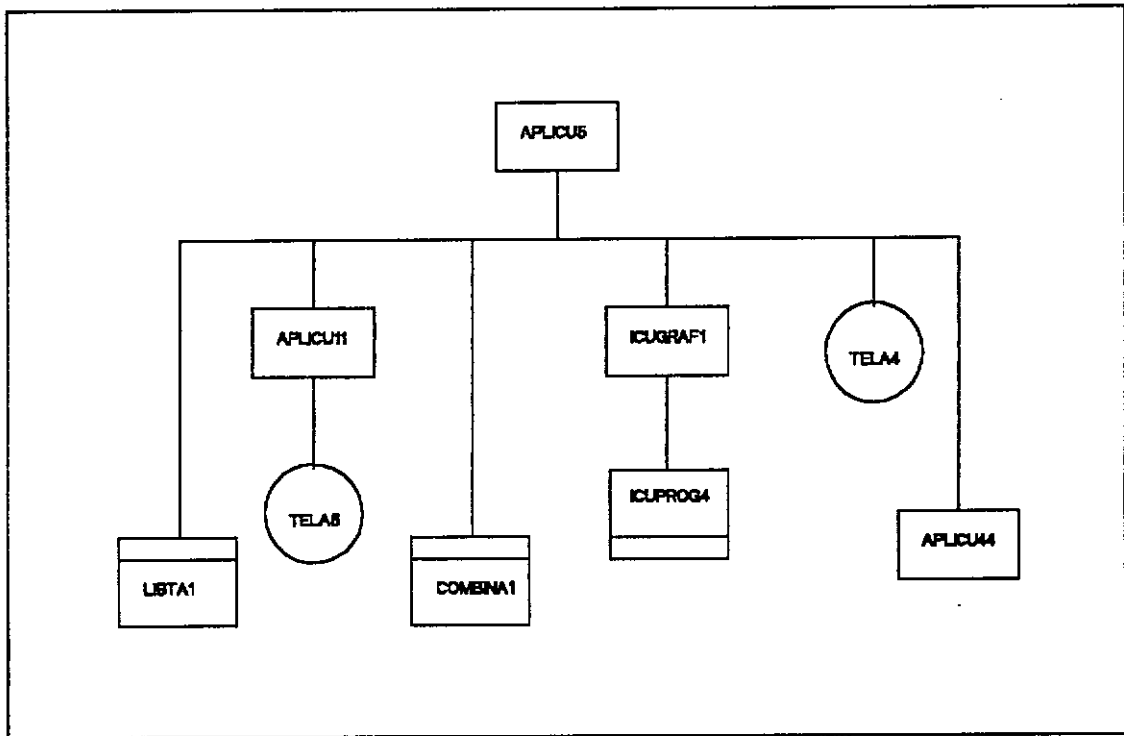 APLICU5
APLICU11
ICUGRAF1
TELA4
ICUPROG4
TELA5
APLICU44
LISTA1
COMBINA1